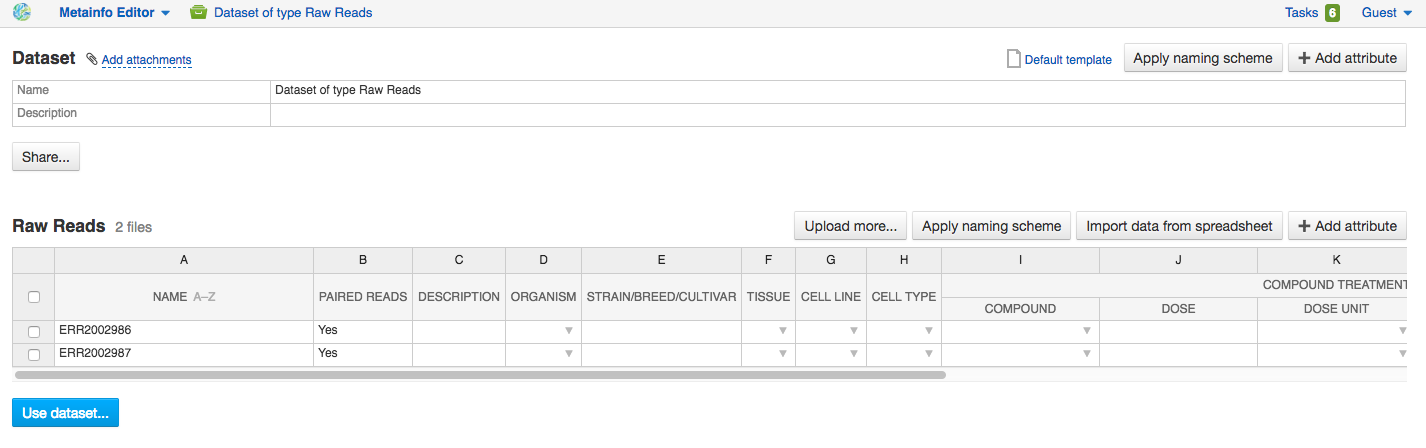 Metainfo Editor Dataset of type Raw Reads Tasks 6 Guest
Dataset Add attachments Default template Apply naming scheme + Add attribute
Name Dataset of type Raw Reads
Description
Share...
Raw Reads 2 files Upload more... Apply naming scheme Import data from spreadsheet + Add attribute
A B C D E F G H I J K
NAME A–Z PAIRED READS DESCRIPTION ORGANISM STRAIN/BREED/CULTIVAR TISSUE CELL LINE CELL TYPE COMPOUND TREATMENT
COMPOUND DOSE DOSE UNIT
ERR2002986 Yes
ERR2002987 Yes
Use dataset...